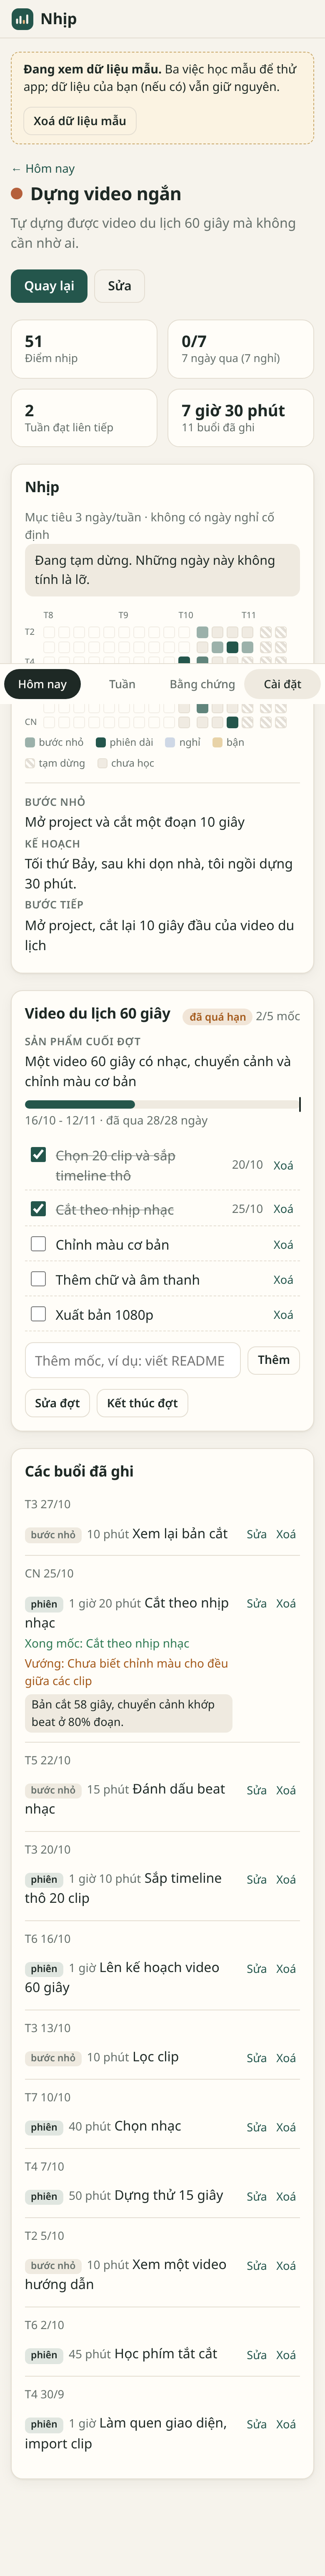 Nhịp
Đang xem dữ liệu mẫu. Ba việc học mẫu để thử
app; dữ liệu của bạn (nếu có) vẫn giữ nguyên.
Xoá dữ liệu mẫu
← Hôm nay
Dựng video ngắn
Tự dựng được video du lịch 60 giây mà không
cần nhờ ai.
Quay lại
Sửa
51
Điểm nhịp
0/7
7 ngày qua (7 nghỉ)
2
Tuần đạt liên tiếp
7 giờ 30 phút
11 buổi đã ghi
Nhịp
Mục tiêu 3 ngày/tuần · không có ngày nghỉ cố
định
Đang tạm dừng. Những ngày này không
tính là lỡ.
T8 T9 T10 T11
T2
T4
Hôm nay Tuần Bằng chứng Cài đặt
CN
bước nhỏ phiên dài nghỉ bận
tạm dừng chưa học
BƯỚC NHỎ
Mở project và cắt một đoạn 10 giây
KẾ HOẠCH
Tối thứ Bảy, sau khi dọn nhà, tôi ngồi dựng
30 phút.
BƯỚC TIẾP
Mở project, cắt lại 10 giây đầu của video du
lịch
Video du lịch 60 giây đã quá hạn 2/5 mốc
SẢN PHẨM CUỐI ĐỢT
Một video 60 giây có nhạc, chuyển cảnh và
chỉnh màu cơ bản
16/10 - 12/11 · đã qua 28/28 ngày
Chọn 20 clip và sắp
timeline thô
20/10 Xoá
Cắt theo nhịp nhạc 25/10 Xoá
Chỉnh màu cơ bản Xoá
Thêm chữ và âm thanh Xoá
Xuất bản 1080p Xoá
Thêm mốc, ví dụ: viết README Thêm
Sửa đợt Kết thúc đợt
Các buổi đã ghi
T3 27/10
bước nhỏ 10 phút Xem lại bản cắt Sửa Xoá
CN 25/10
phiên 1 giờ 20 phút Cắt theo nhịp Sửa Xoá
nhạc
Xong mốc: Cắt theo nhịp nhạc
Vướng: Chưa biết chỉnh màu cho đều
giữa các clip
Bản cắt 58 giây, chuyển cảnh khớp
beat ở 80% đoạn.
T5 22/10
bước nhỏ 15 phút Đánh dấu beat Sửa Xoá
nhạc
T3 20/10
phiên 1 giờ 10 phút Sắp timeline Sửa Xoá
thô 20 clip
T6 16/10
phiên 1 giờ Lên kế hoạch video Sửa Xoá
60 giây
T3 13/10
bước nhỏ 10 phút Lọc clip Sửa Xoá
T7 10/10
phiên 40 phút Chọn nhạc Sửa Xoá
T4 7/10
phiên 50 phút Dựng thử 15 giây Sửa Xoá
T2 5/10
bước nhỏ 10 phút Xem một video Sửa Xoá
hướng dẫn
T6 2/10
phiên 45 phút Học phím tắt cắt Sửa Xoá
T4 30/9
phiên 1 giờ Làm quen giao diện, Sửa Xoá
import clip